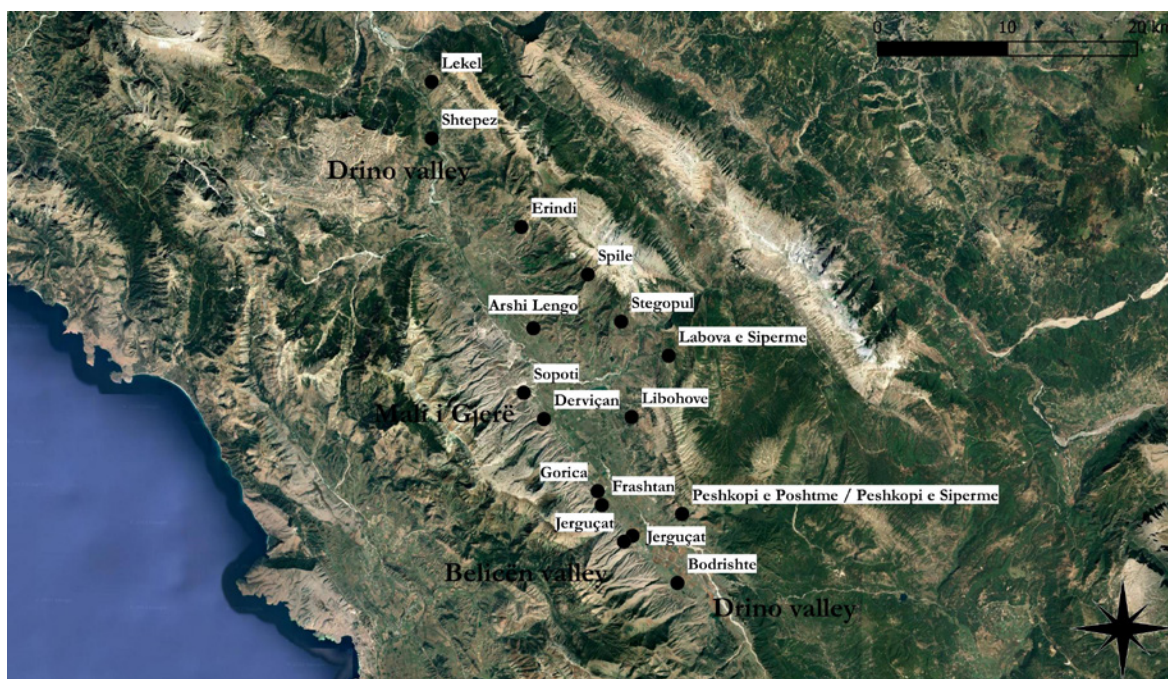 0 10 20 km
Lekel
Shtepez
Drino valley
Erindi
Spile
Arshi Lengo
Stegopul
Labova e Siperme
Sopoti
Mali i Gjerë
Derviçan
Libohove
Gorica
Frashtan
Peshkopi e Poshtme / Peshkopi e Siperme
Jerguçat
Jerguçat
Belicën valley
Bodrishte
Drino valley